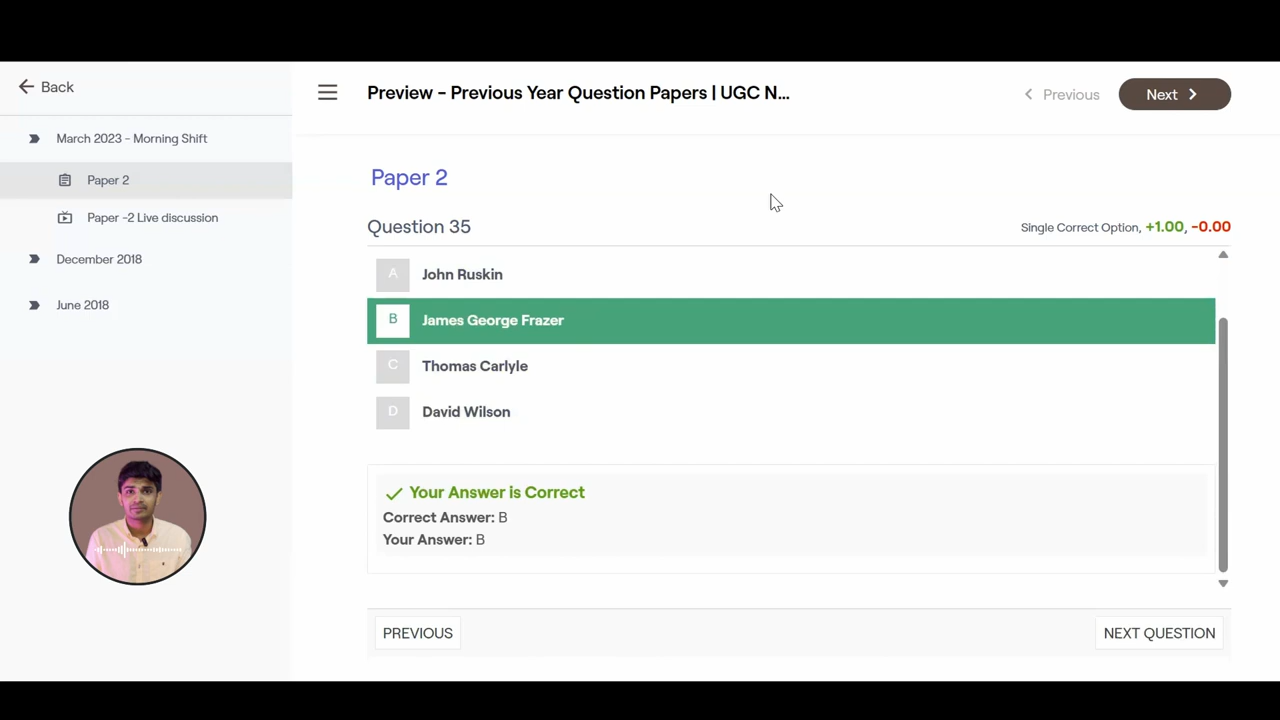 Back
Preview - Previous Year Question Papers | UGC N...
Previous
Next
March 2023 - Morning Shift
Paper 2
Paper -2 Live discussion
December 2018
June 2018
Paper 2
Question 35
Single Correct Option, +1.00, -0.00
A John Ruskin
B James George Frazer
C Thomas Carlyle
D David Wilson
Your Answer is Correct
Correct Answer: B
Your Answer: B
PREVIOUS
NEXT QUESTION